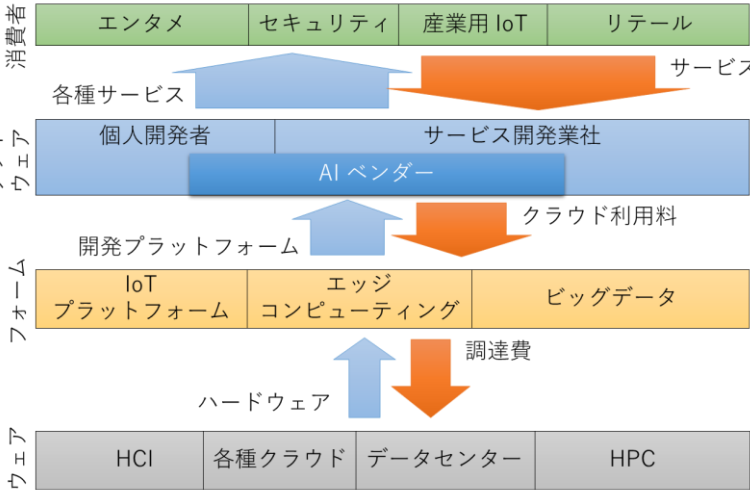 消費者
エンタメ
セキュリティ
産業用 IoT
リテール
各種サービス
サービス
ウェア
個人開発者
サービス開発業社
AI ベンダー
開発プラットフォーム
クラウド利用料
フォーム
IoT
プラットフォーム
エッジ
コンピューティング
ビッグデータ
ハードウェア
調達費
ウェア
HCI
各種クラウド
データセンター
HPC